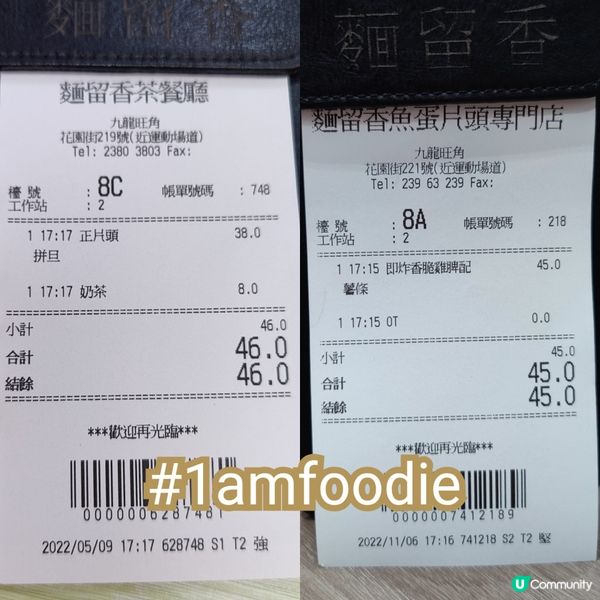 麵留香
麵留香茶餐廳
九龍旺角
花園街219號(近運動場道)
Tel: 2380 3803 Fax:
檯 號 : 8C 帳單號碼 : 748
工作站 : 2
1 17:17 正片頭 38.0
拼旦
1 17:17 奶茶 8.0
小計 46.0
合計 46.0
結餘 46.0
***歡迎再光臨***
0000006287481
2022/05/09 17:17 628748 S1 T2 強
麵留香
麵留香魚蛋片頭專門店
九龍旺角
花園街221號(近運動場道)
Tel: 239 63 239 Fax:
檯 號 : 8A 帳單號碼 : 218
工作站 : 2
1 17:15 即炸香脆雞脾配 45.0
薯條
1 17:15 OT 0.0
小計 45.0
合計 45.0
結餘 45.0
***歡迎再光臨***
0000007412189
2022/11/06 17:16 741218 S2 T2 堅
#1amfoodie
U Community